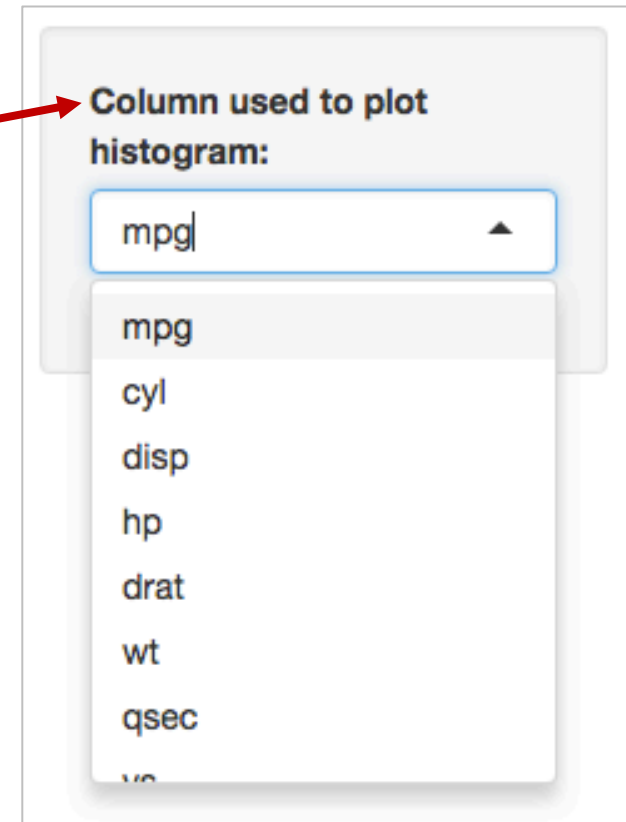 Column used to plot
histogram:
mpg
mpg
cyl
disp
hp
drat
wt
qsec